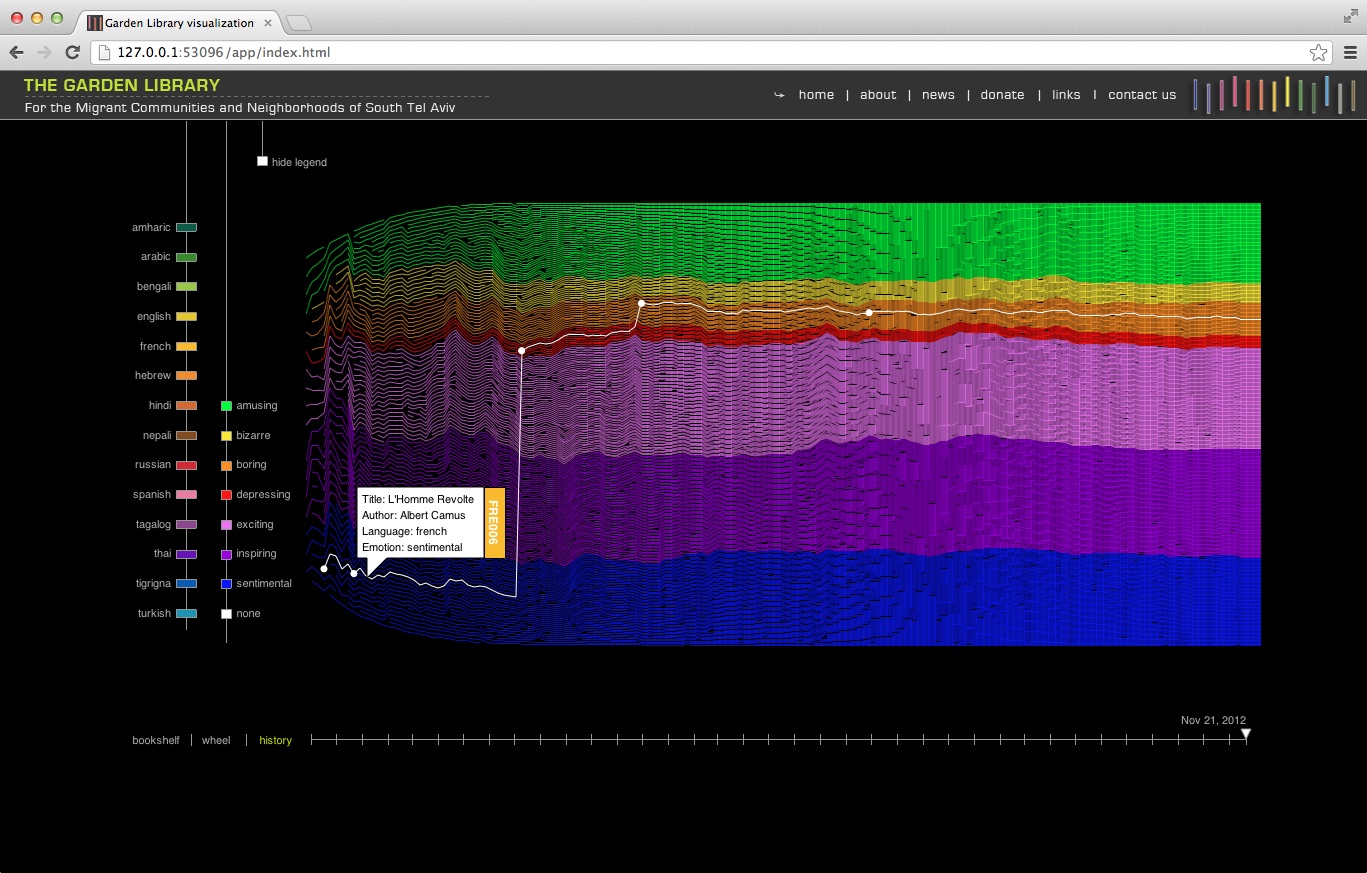 Garden Library visualization
127.0.0.1:53096/app/index.html
THE GARDEN LIBRARY
For the Migrant Communities and Neighborhoods of South Tel Aviv
home | about | news | donate | links | contact us
hide legend
amharic
arabic
bengali
english
french
hebrew
hindi
nepali
russian
spanish
tagalog
thai
tigrigna
turkish
amusing
bizarre
boring
depressing
exciting
inspiring
sentimental
none
Title: L'Homme Revolte
Author: Albert Camus
Language: french
Emotion: sentimental
FRE006
Nov 21, 2012
bookshelf | wheel | history